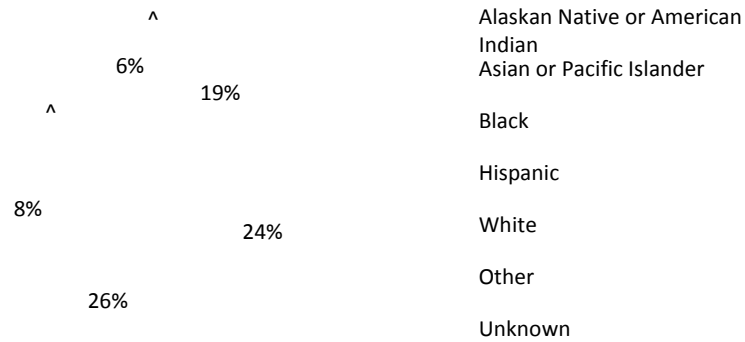 ^
Alaskan Native or American
Indian
6%
Asian or Pacific Islander
19%
^
Black
Hispanic
8%
White
24%
Other
26%
Unknown